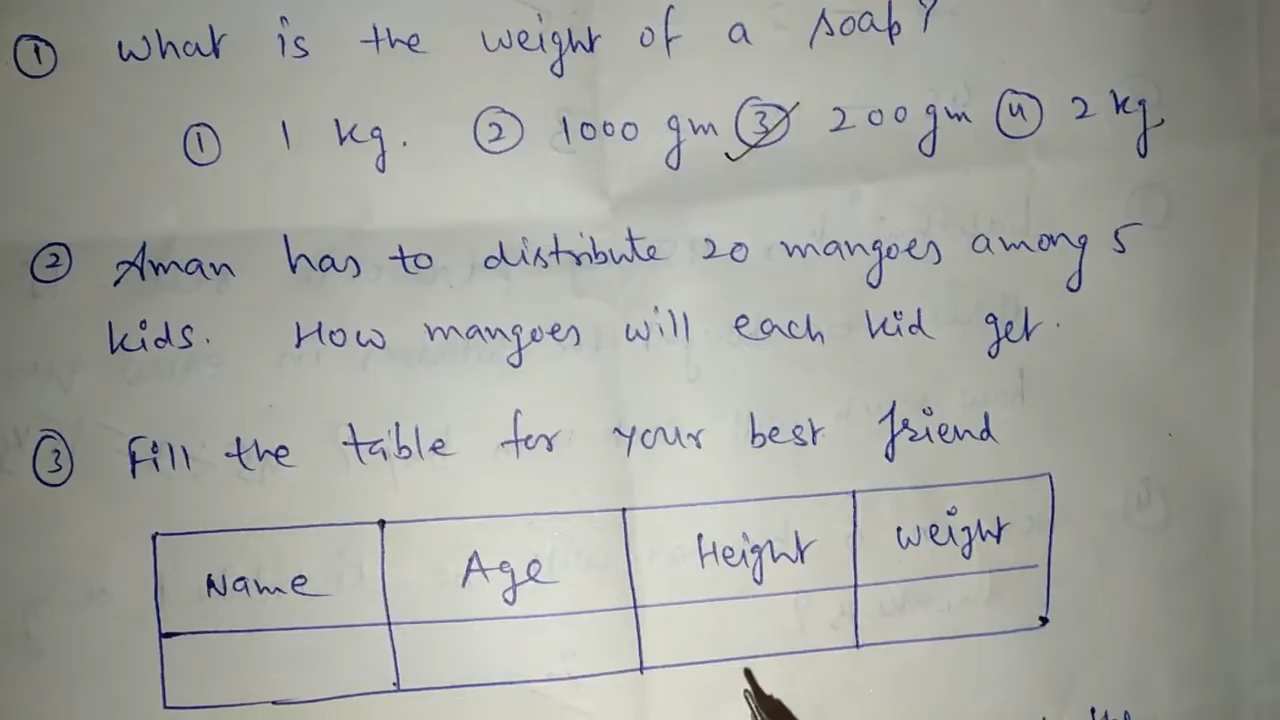 ① What is the weight of a soap?
① 1 kg. ② 1000 gm ③ 200gm ④ 2 kg
② Aman has to distribute 20 mangoes among 5
kids. How mangoes will each kid get.
③ Fill the table for your best friend
Name Age Height Weight